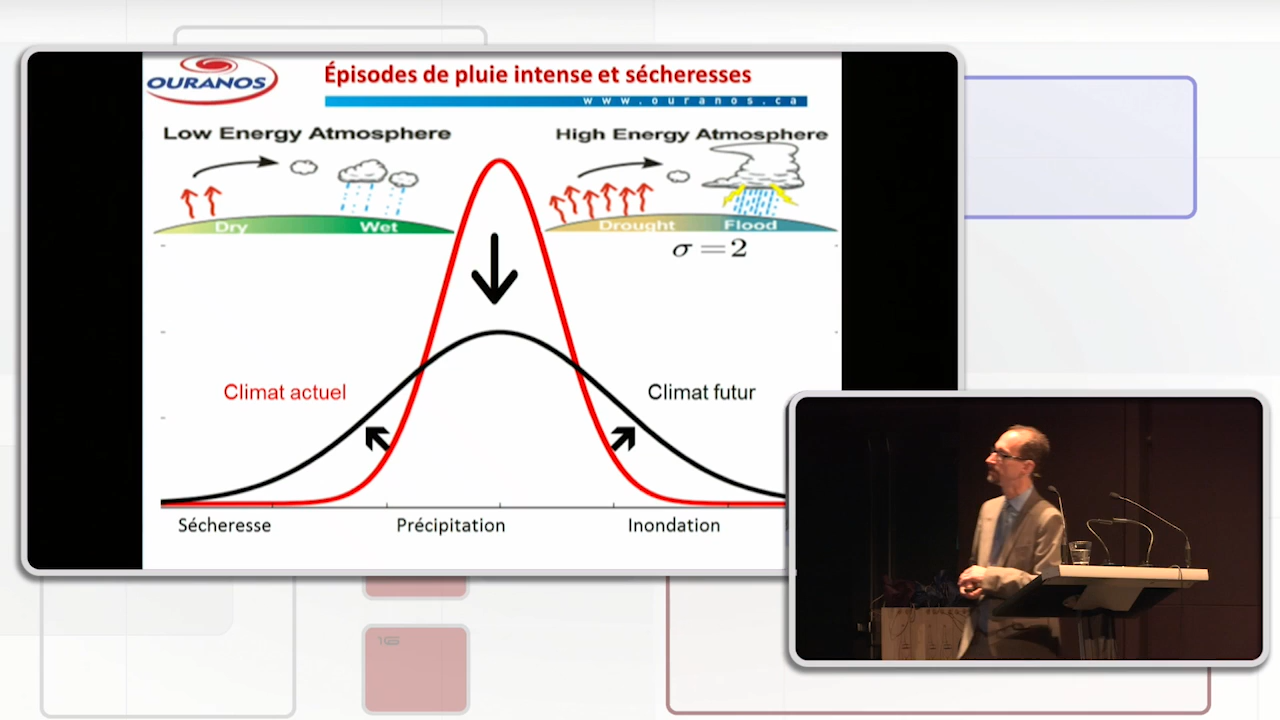 OURANOS
Épisodes de pluie intense et sécheresses
www.ouranos.ca
Low Energy Atmosphere
High Energy Atmosphere
Dry
Wet
Drought
Flood
σ = 2
Climat actuel
Climat futur
Sécheresse
Précipitation
Inondation